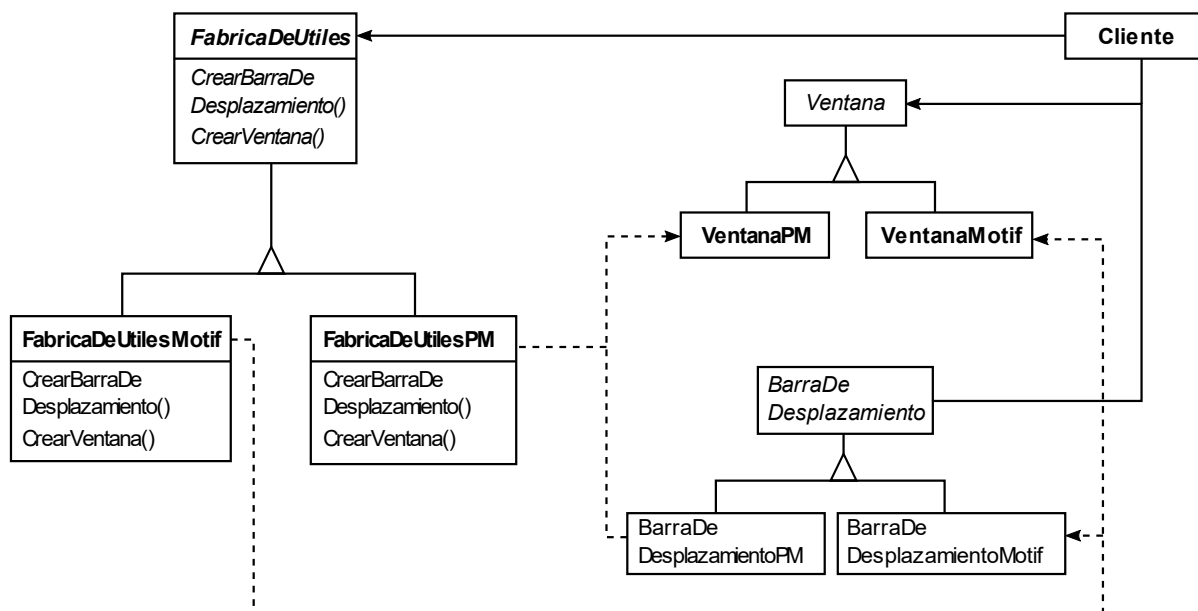 FabricaDeUtiles
CrearBarraDe
Desplazamiento()
CrearVentana()
Cliente
Ventana
VentanaPM
VentanaMotif
FabricaDeUtilesMotif
CrearBarraDe
Desplazamiento()
CrearVentana()
FabricaDeUtilesPM
CrearBarraDe
Desplazamiento()
CrearVentana()
BarraDe
Desplazamiento
BarraDe
DesplazamientoPM
BarraDe
DesplazamientoMotif